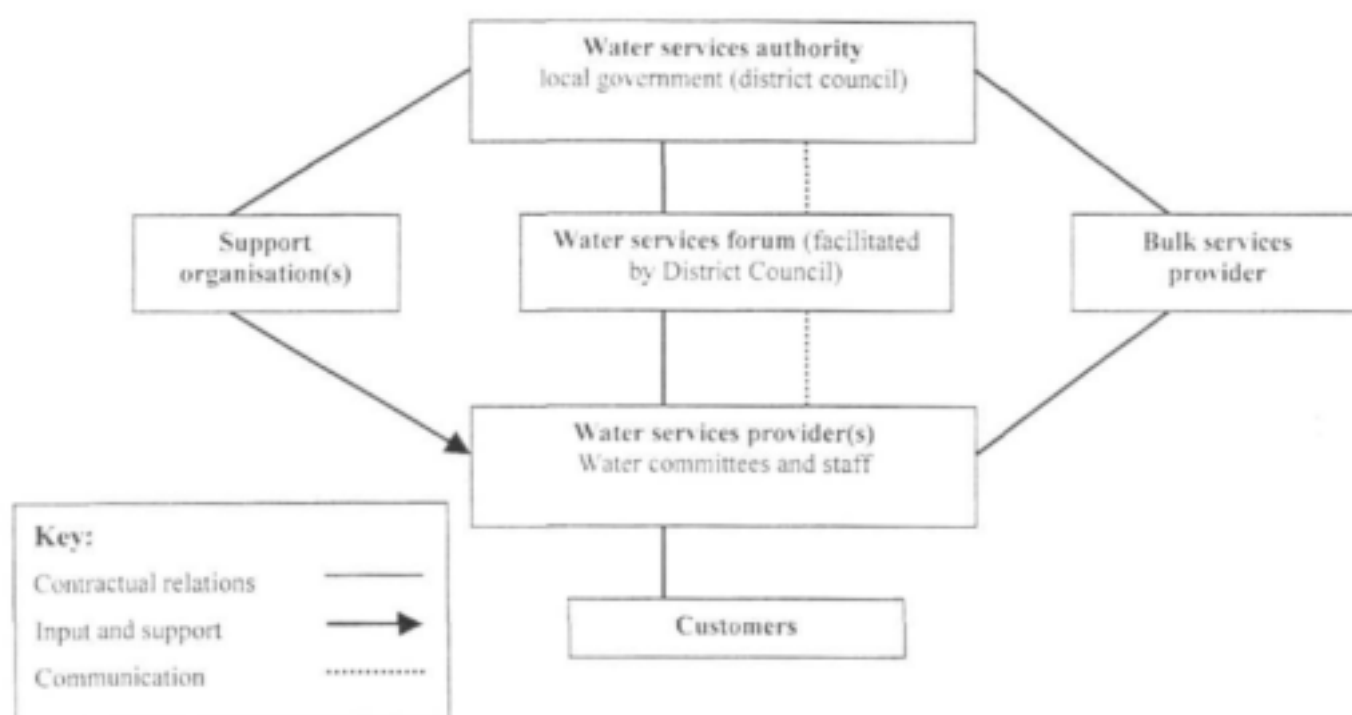 Water services authority
local government (district council)
Support
organisation(s)
Water services forum (facilitated
by District Council)
Bulk services
provider
Water services provider(s)
Water committees and staff
Customers
Key:
Contractual relations
Input and support
Communication